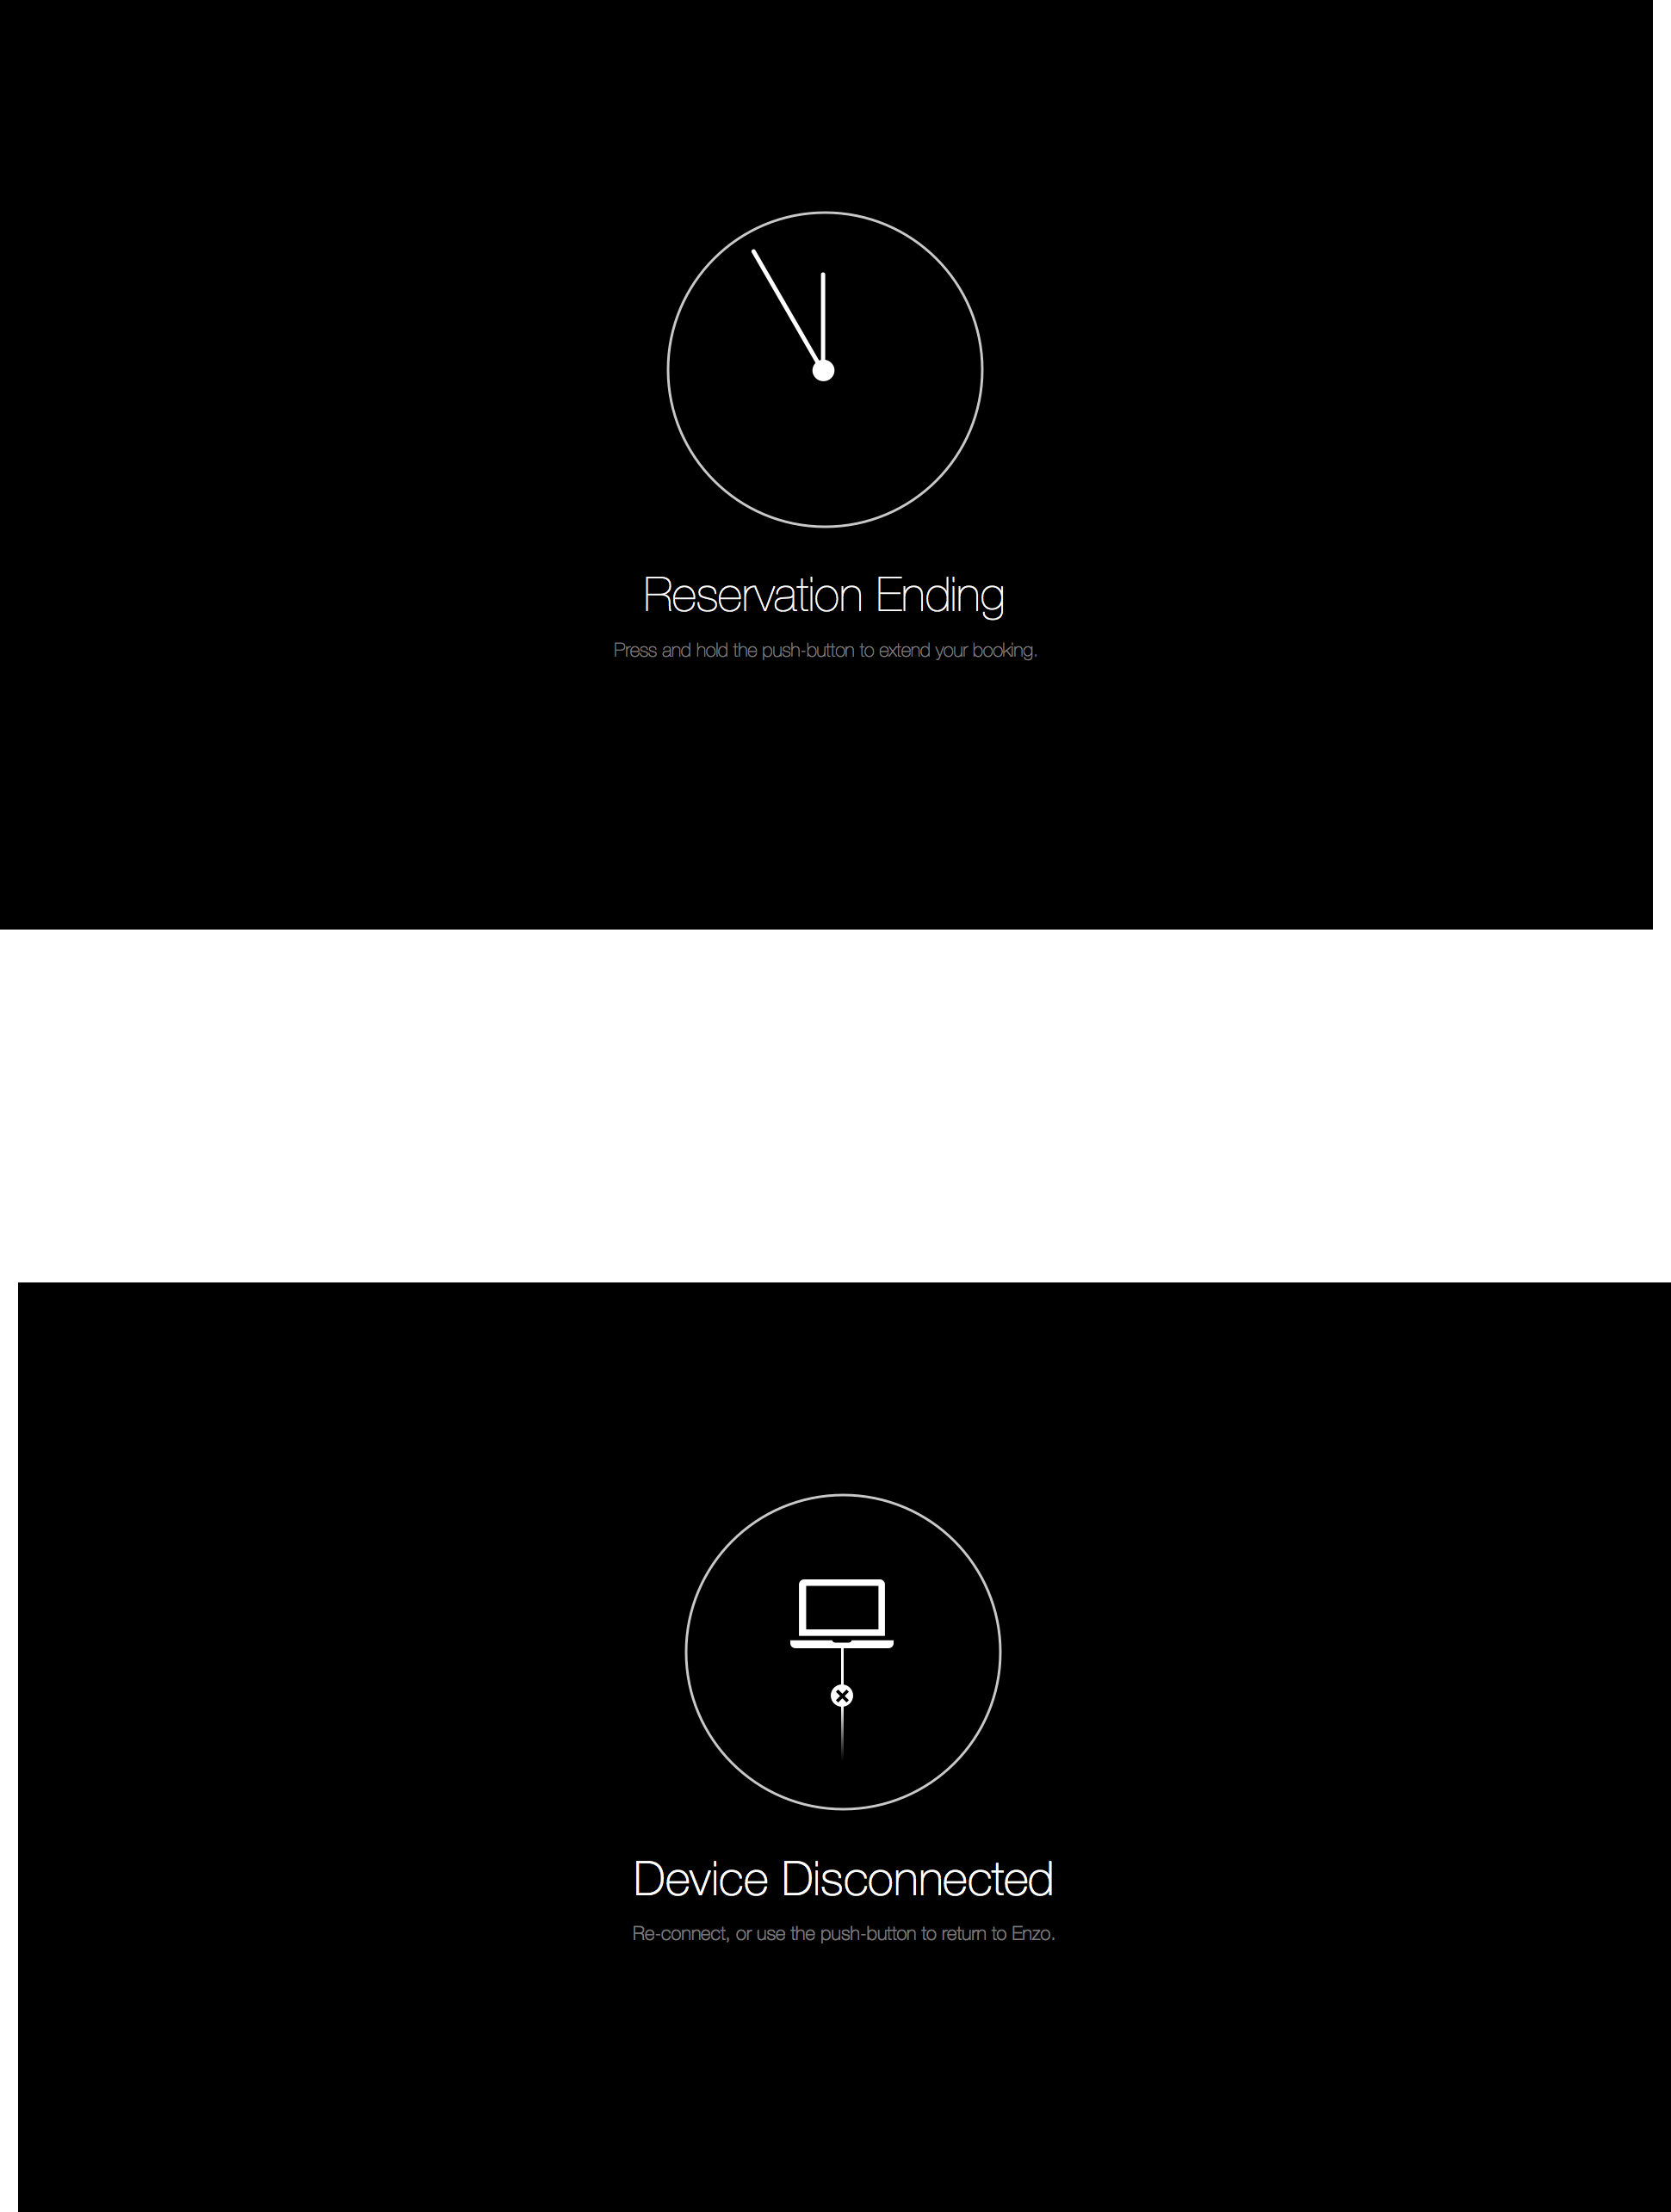 Reservation Ending
Press and hold the push-button to extend your booking.
Device Disconnected
Re-connect, or use the push-button to return to Enzo.